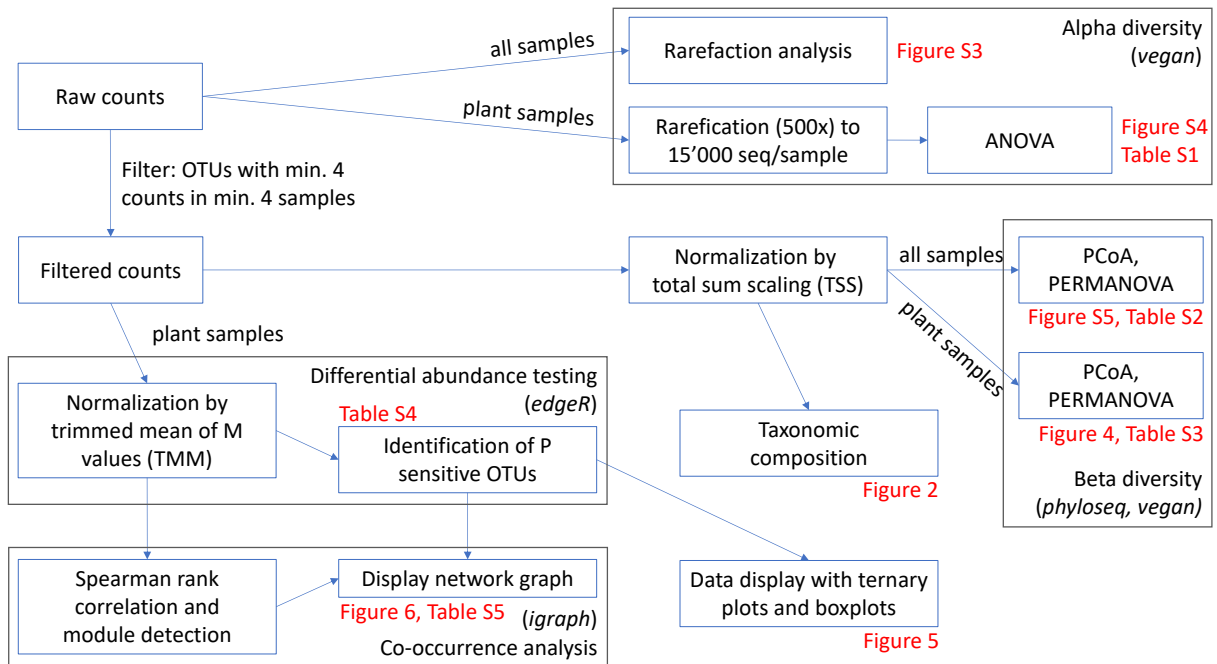 all samples
Rarefaction analysis
Figure S3
Alpha diversity
(vegan)
Raw counts
plant samples
Rarefication (500x) to
15’000 seq/sample
ANOVA
Figure S4
Table S1
Filter: OTUs with min. 4
counts in min. 4 samples
Filtered counts
Normalization by
total sum scaling (TSS)
all samples
PCoA,
PERMANOVA
Figure S5, Table S2
plant samples
plant samples
PCoA,
PERMANOVA
Figure 4, Table S3
Beta diversity
(phyloseq, vegan)
Differential abundance testing
(edgeR)
Normalization by
trimmed mean of M
values (TMM)
Table S4
Identification of P
sensitive OTUs
Taxonomic
composition
Figure 2
Spearman rank
correlation and
module detection
Display network graph
Figure 6, Table S5
(igraph)
Co-occurrence analysis
Data display with ternary
plots and boxplots
Figure 5